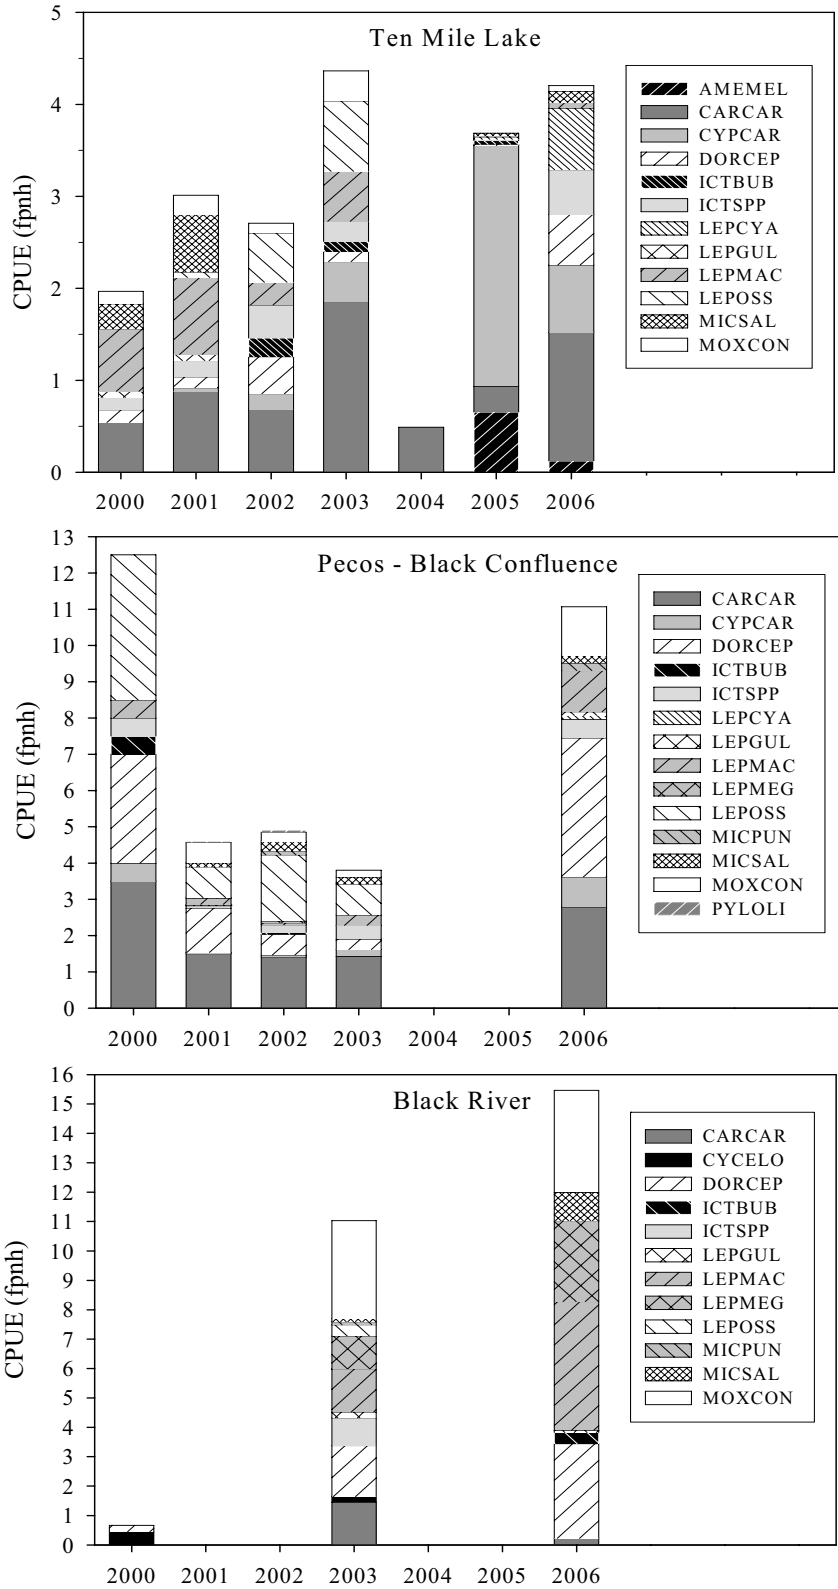 Ten Mile Lake
CPUE (fpnh)
5
4
3
2
1
0
2000 2001 2002 2003 2004 2005 2006
AMEMEL
CARCAR
CYPCAR
DORCEP
ICTBUB
ICTSPP
LEPCYA
LEPGUL
LEPMAC
LEPOSS
MICSAL
MOXCON
Pecos - Black Confluence
CPUE (fpnh)
13
12
11
10
9
8
7
6
5
4
3
2
1
0
2000 2001 2002 2003 2004 2005 2006
CARCAR
CYPCAR
DORCEP
ICTBUB
ICTSPP
LEPCYA
LEPGUL
LEPMAC
LEPMEG
LEPOSS
MICPUN
MICSAL
MOXCON
PYLOLI
Black River
CPUE (fpnh)
16
15
14
13
12
11
10
9
8
7
6
5
4
3
2
1
0
2000 2001 2002 2003 2004 2005 2006
CARCAR
CYCELO
DORCEP
ICTBUB
ICTSPP
LEPGUL
LEPMAC
LEPMEG
LEPOSS
MICPUN
MICSAL
MOXCON